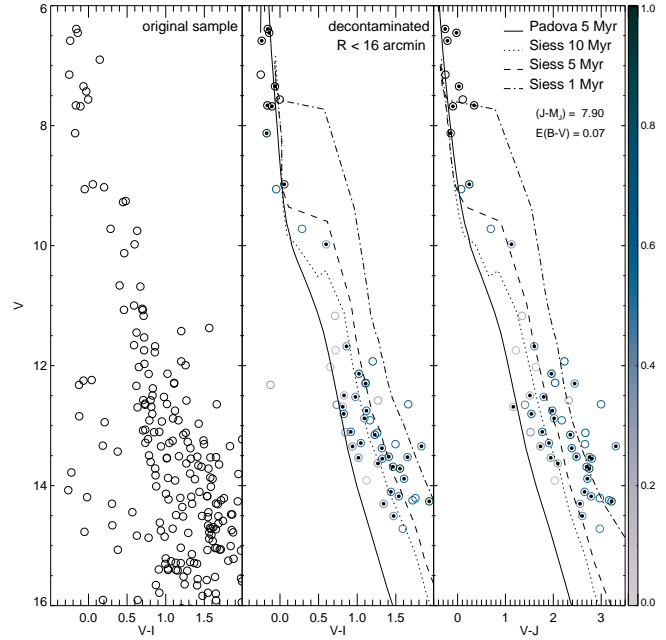 original sample
decontaminated
R < 16 arcmin
Padova 5 Myr
Siess 10 Myr
Siess 5 Myr
Siess 1 Myr
(J-M_J) = 7.90
E(B-V) = 0.07
6
8
10
12
14
16
V
0.0 0.5 1.0 1.5
V-I
0.0 0.5 1.0 1.5
V-I
0 1 2 3
V-J
1.0
0.8
0.6
0.4
0.2
0.0